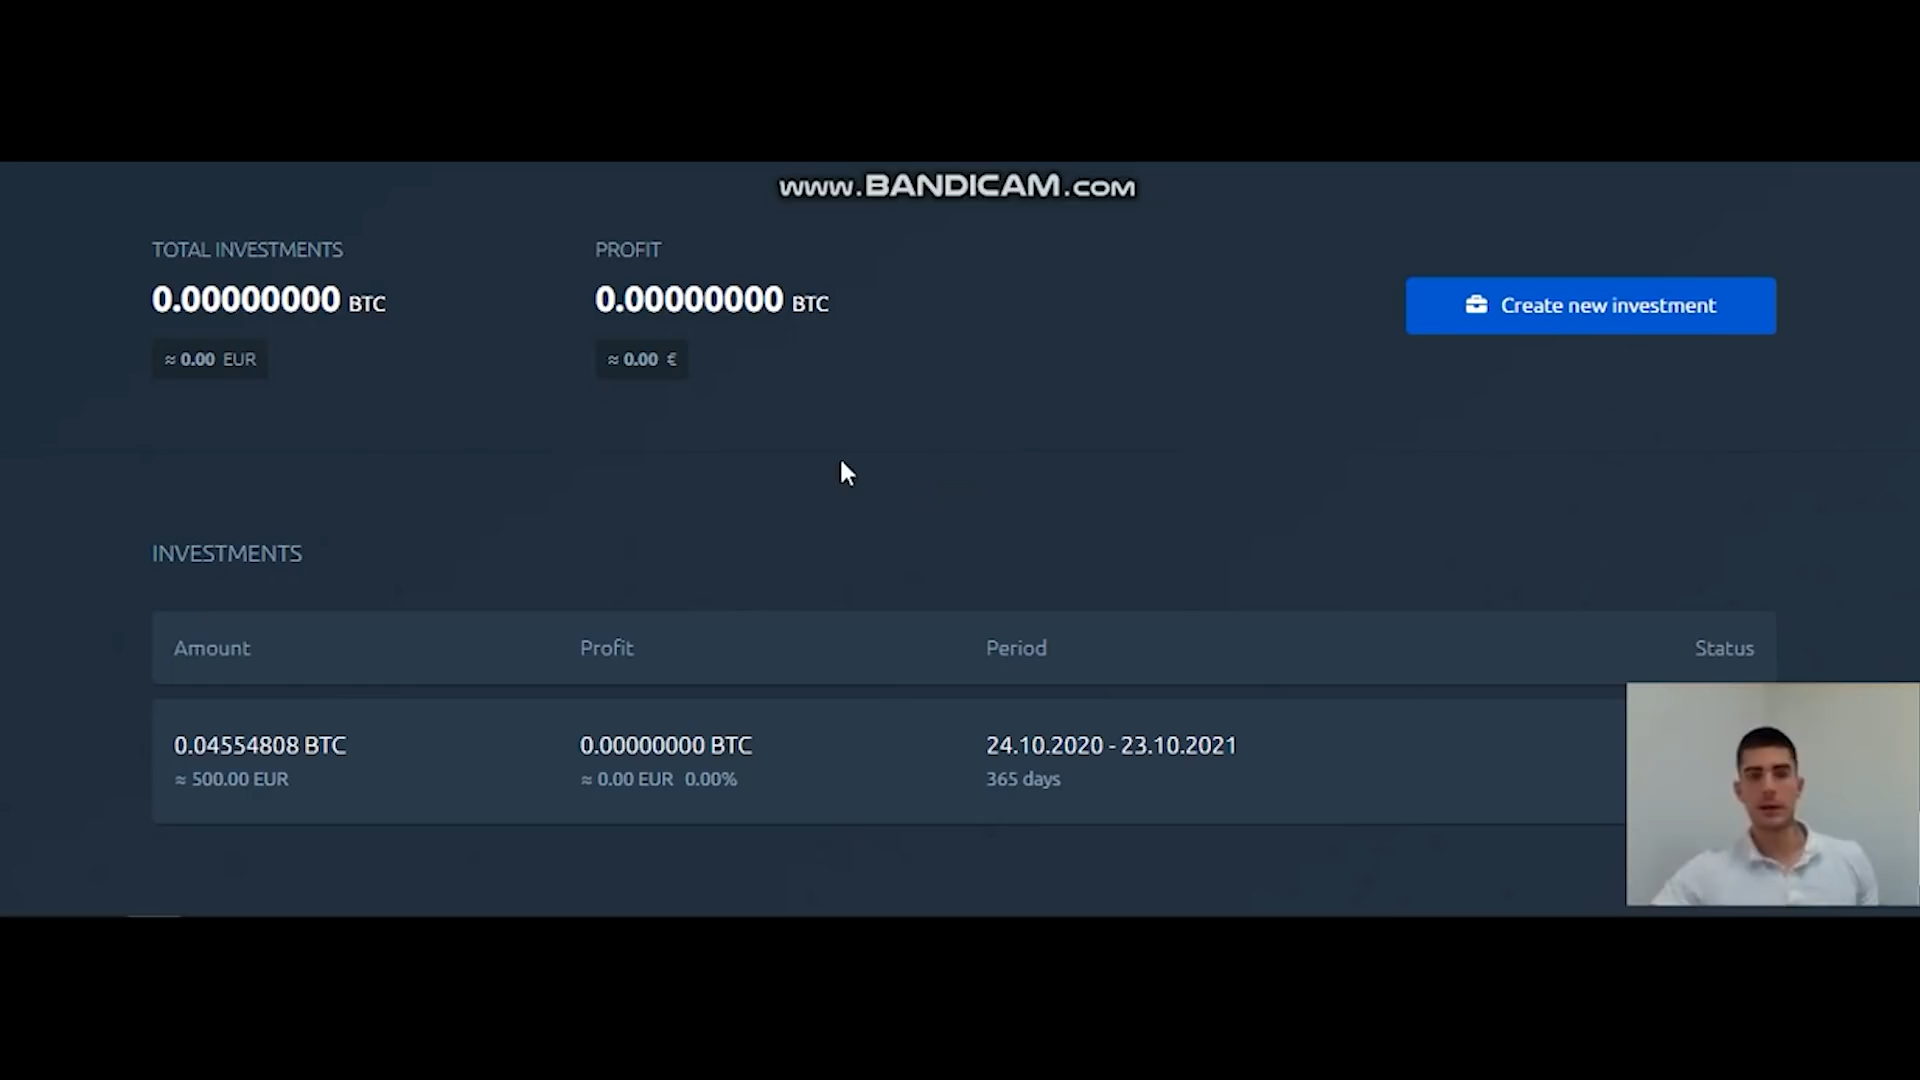 www.BANDICAM.com
TOTAL INVESTMENTS
0.00000000 BTC
≈ 0.00 EUR
PROFIT
0.00000000 BTC
≈ 0.00 €
Create new investment
INVESTMENTS
Amount Profit Period Status
0.04554808 BTC 0.00000000 BTC 24.10.2020 - 23.10.2021
≈ 500.00 EUR ≈ 0.00 EUR 0.00% 365 days